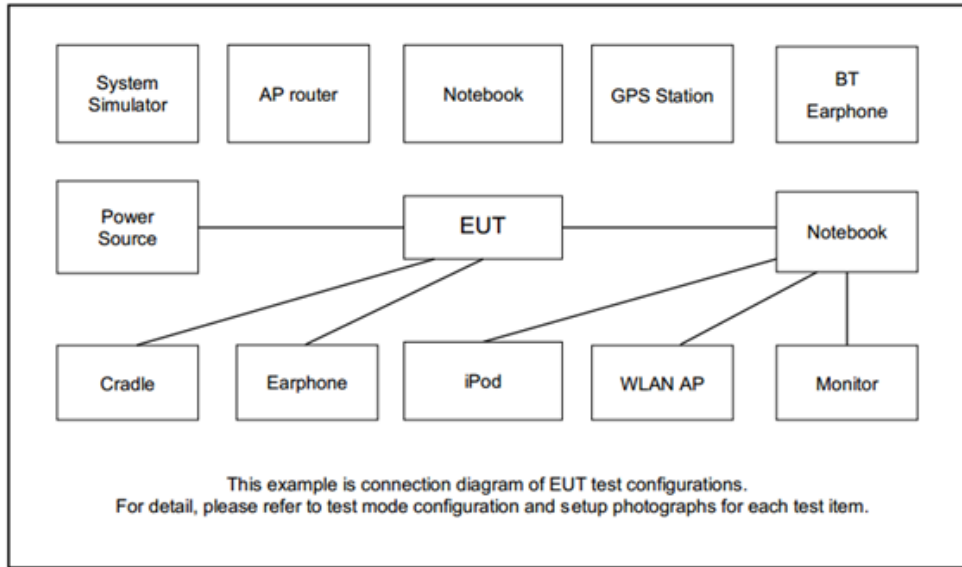 System
Simulator
AP router
Notebook
GPS Station
BT
Earphone
Power
Source
EUT
Notebook
Cradle
Earphone
iPod
WLAN AP
Monitor
This example is connection diagram of EUT test configurations.
For detail, please refer to test mode configuration and setup photographs for each test item.